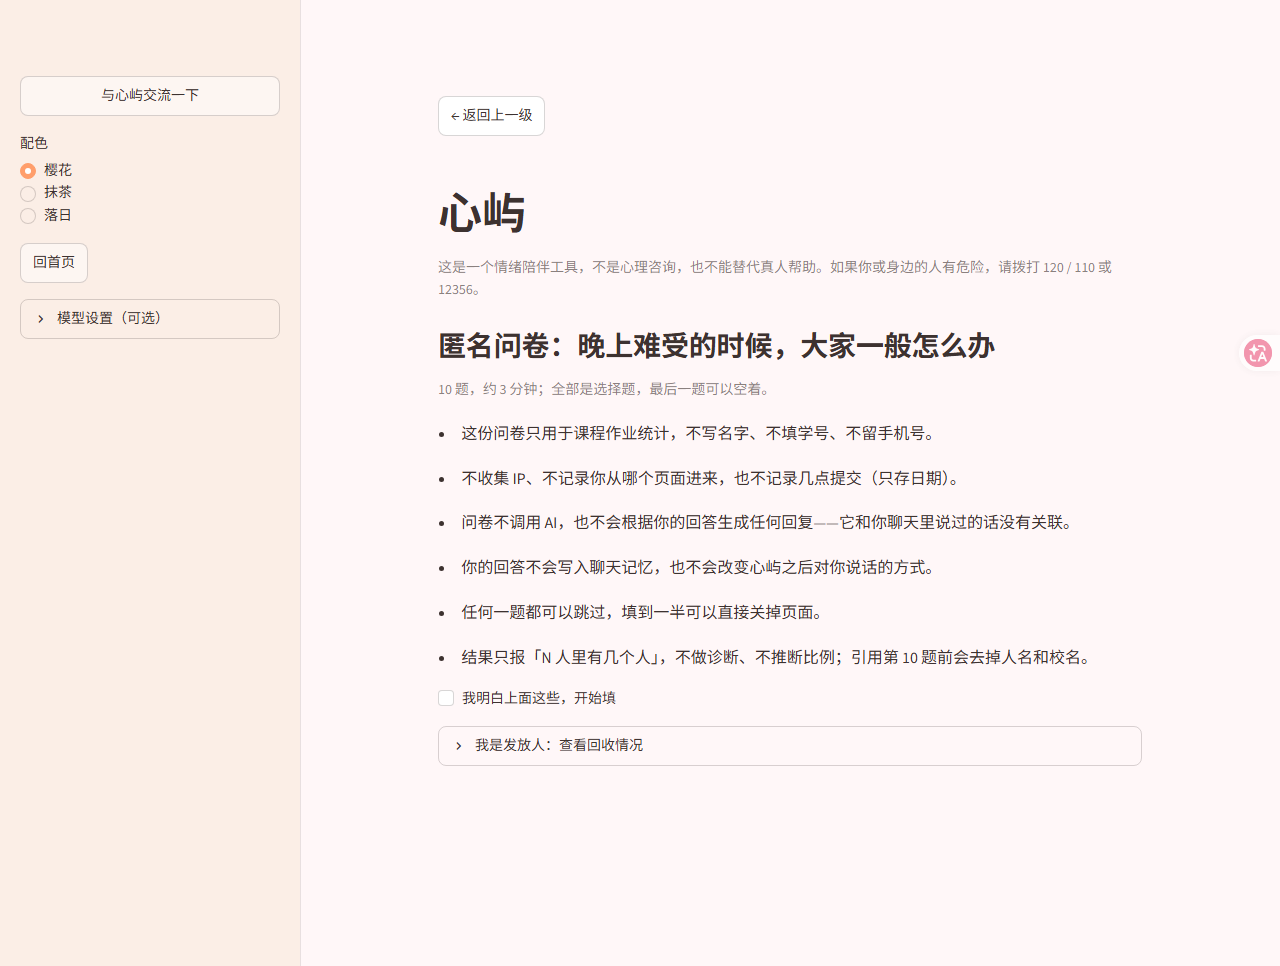 与心屿交流一下
配色
樱花
抹茶
落日
回首页
模型设置（可选）
← 返回上一级
心屿
这是一个情绪陪伴工具，不是心理咨询，也不能替代真人帮助。如果你或身边的人有危险，请拨打 120 / 110 或
12356。
匿名问卷：晚上难受的时候，大家一般怎么办
10 题，约 3 分钟；全部是选择题，最后一题可以空着。
• 这份问卷只用于课程作业统计，不写名字、不填学号、不留手机号。
• 不收集 IP、不记录你从哪个页面进来，也不记录几点提交（只存日期）。
• 问卷不调用 AI，也不会根据你的回答生成任何回复——它和你聊天里说过的话没有关联。
• 你的回答不会写入聊天记忆，也不会改变心屿之后对你说话的方式。
• 任何一题都可以跳过，填到一半可以直接关掉页面。
• 结果只报「N 人里有几个人」，不做诊断、不推断比例；引用第 10 题前会去掉人名和校名。
我明白上面这些，开始填
我是发放人：查看回收情况